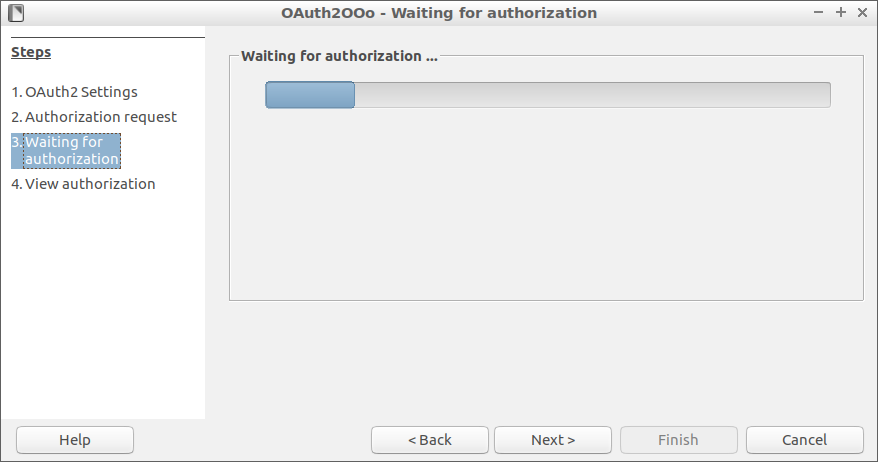 OAuth2OOo - Waiting for authorization
Steps
1. OAuth2 Settings
2. Authorization request
3. Waiting for
authorization
4. View authorization
Waiting for authorization ...
Help
< Back
Next >
Finish
Cancel